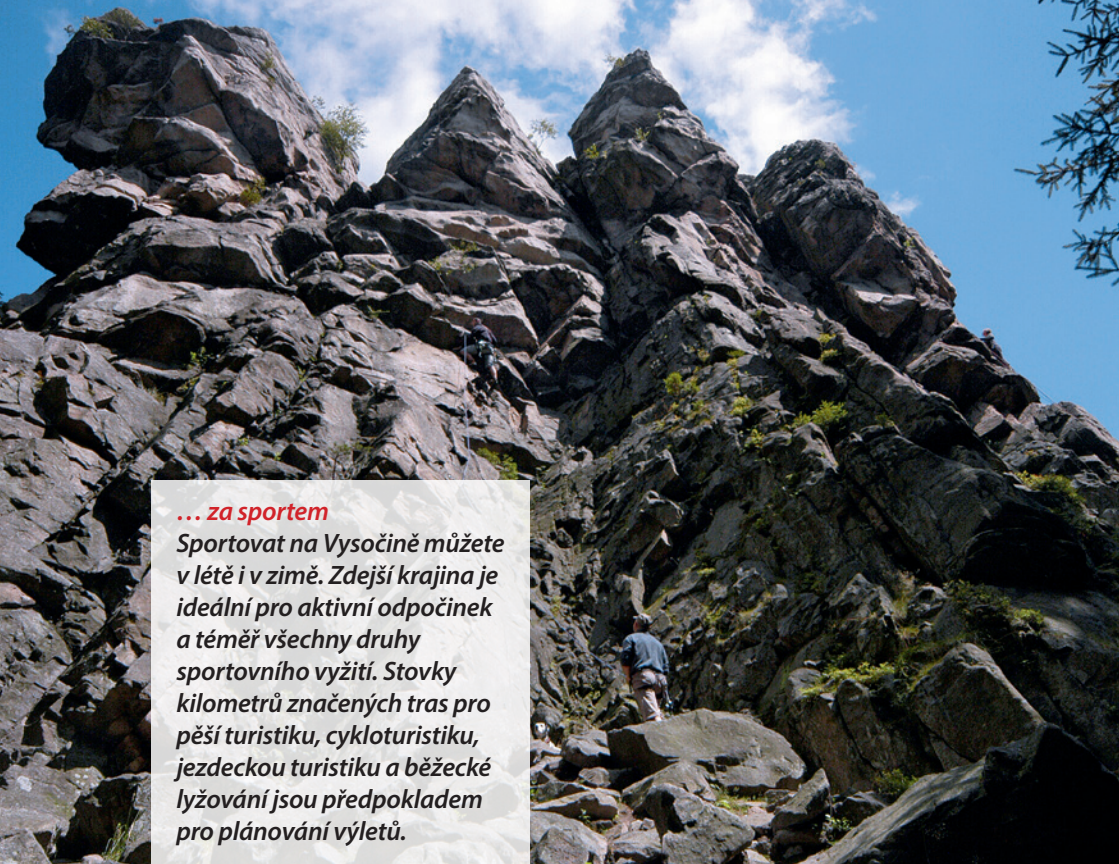 … za sportem
Sportovat na Vysočině můžete
v létě i v zimě. Zdejší krajina je
ideální pro aktivní odpočinek
a téměř všechny druhy
sportovního vyžití. Stovky
kilometrů značených tras pro
pěší turistiku, cykloturistiku,
jezdeckou turistiku a běžecké
lyžování jsou předpokladem
pro plánování výletů.